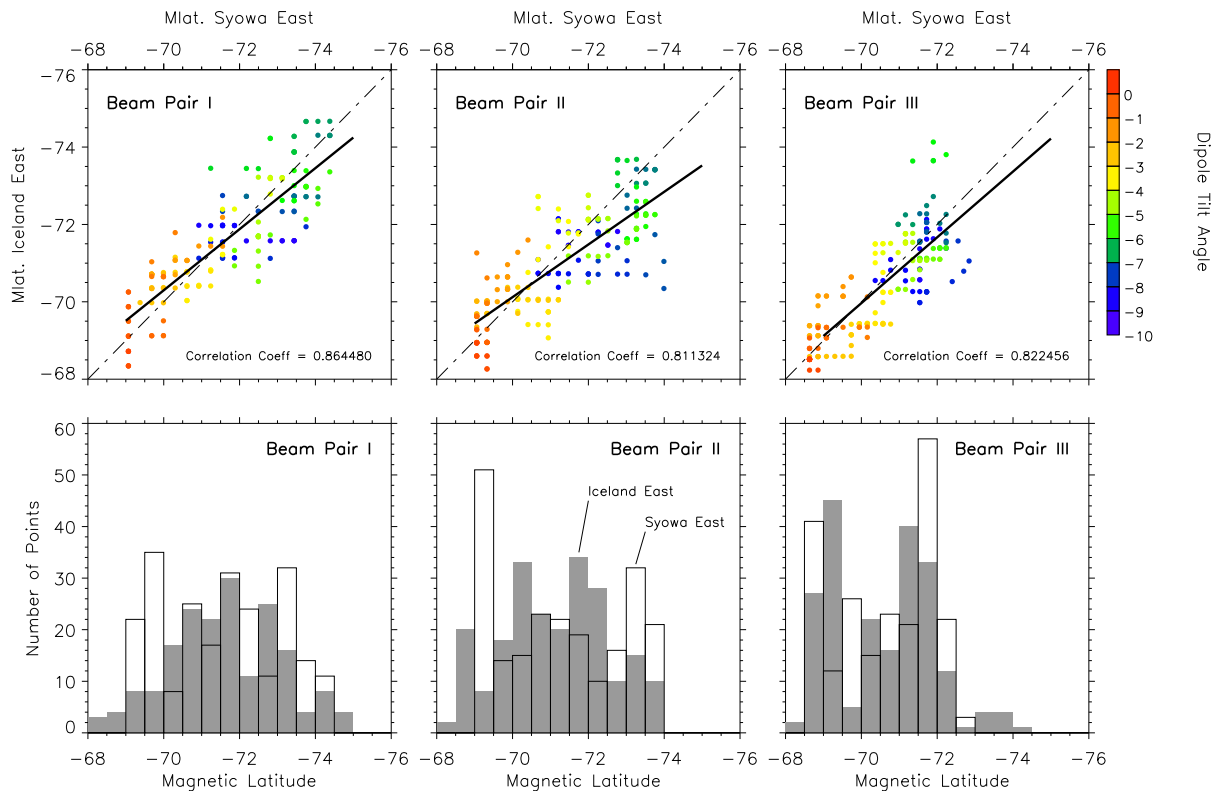 Mlat. Syowa East Mlat. Syowa East Mlat. Syowa East
−68 −70 −72 −74 −76 −68 −70 −72 −74 −76 −68 −70 −72 −74 −76
−76
−74
−72
−70
−68
Mlat. Iceland East
Beam Pair I Beam Pair II Beam Pair III
Correlation Coeff = 0.864480 Correlation Coeff = 0.811324 Correlation Coeff = 0.822456
0
−1
−2
−3
−4
−5
−6
−7
−8
−9
−10
Dipole Tilt Angle
60
50
40
30
20
10
0
Number of Points
Beam Pair I Beam Pair II Beam Pair III
Iceland East
Syowa East
−68 −70 −72 −74 −76 −68 −70 −72 −74 −76 −68 −70 −72 −74 −76
Magnetic Latitude Magnetic Latitude Magnetic Latitude